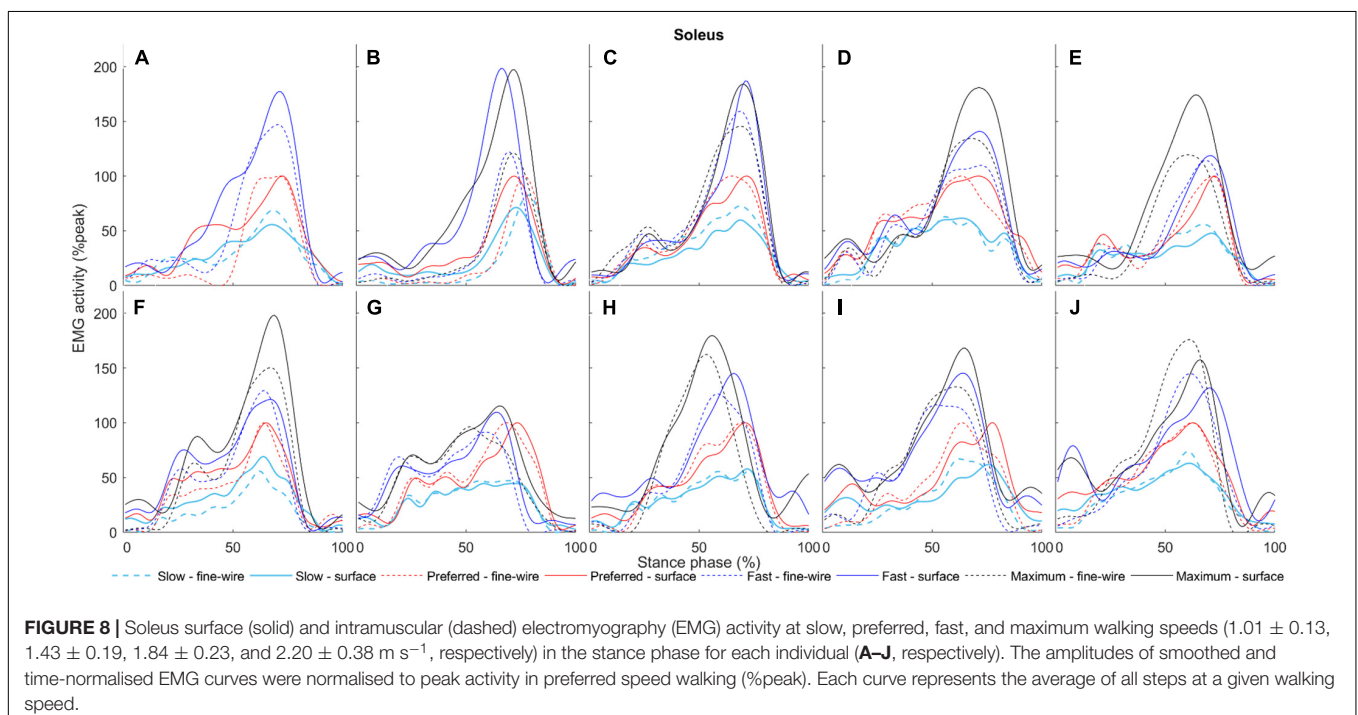 Soleus
A B C D E
200
150
100
50
0
F G H I J
200
150
100
50
0
EMG activity (%peak)
0 50 100 0 50 100 0 50 100 0 50 100 0 50 100
Stance phase (%)
Slow - fine-wire Slow - surface Preferred - fine-wire Preferred - surface Fast - fine-wire Fast - surface Maximum - fine-wire Maximum - surface
FIGURE 8 | Soleus surface (solid) and intramuscular (dashed) electromyography (EMG) activity at slow, preferred, fast, and maximum walking speeds (1.01 ± 0.13,
1.43 ± 0.19, 1.84 ± 0.23, and 2.20 ± 0.38 m s⁻¹, respectively) in the stance phase for each individual (A–J, respectively). The amplitudes of smoothed and
time-normalised EMG curves were normalised to peak activity in preferred speed walking (%peak). Each curve represents the average of all steps at a given walking
speed.